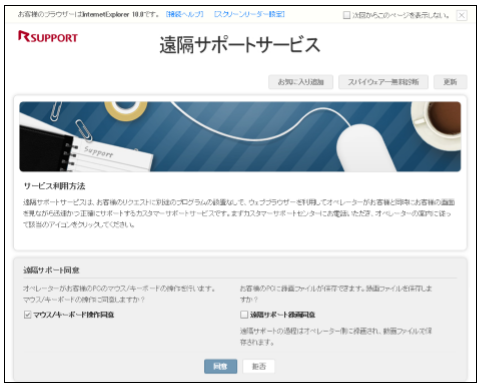 お客様のブラウザーはInternetExplorer 10.0です。 [接続ヘルプ] [スクリーンリーダー設定] 次回からこのページを表示しない。
RSUPPORT
遠隔サポートサービス
お気に入り追加 スパイウェアー無料診断 更新
Support
サービス利用方法
遠隔サポートサービスは、お客様のリクエストに別途のプログラムの設置なしで、ウェブブラウザーを利用してオペレーターがお客様と同時にお客様の画面
を見ながら迅速かつ正確にサポートするカスタマーサポートサービスです。まずカスタマーサポートセンターにお電話いただき、オペレーターの案内に従っ
て該当のアイコンをクリックしてください。
遠隔サポート同意
オペレーターがお客様のPCのマウス/キーボードの操作を行います。
マウス/キーボードの操作に同意しますか?
マウス/キーボード操作同意
お客様のPCに録画ファイルが保存できます。録画ファイルを保存しま
すか?
遠隔サポート録画同意
遠隔サポートの過程はオペレーター側に録画され、動画ファイルで保
存されます。
同意 拒否